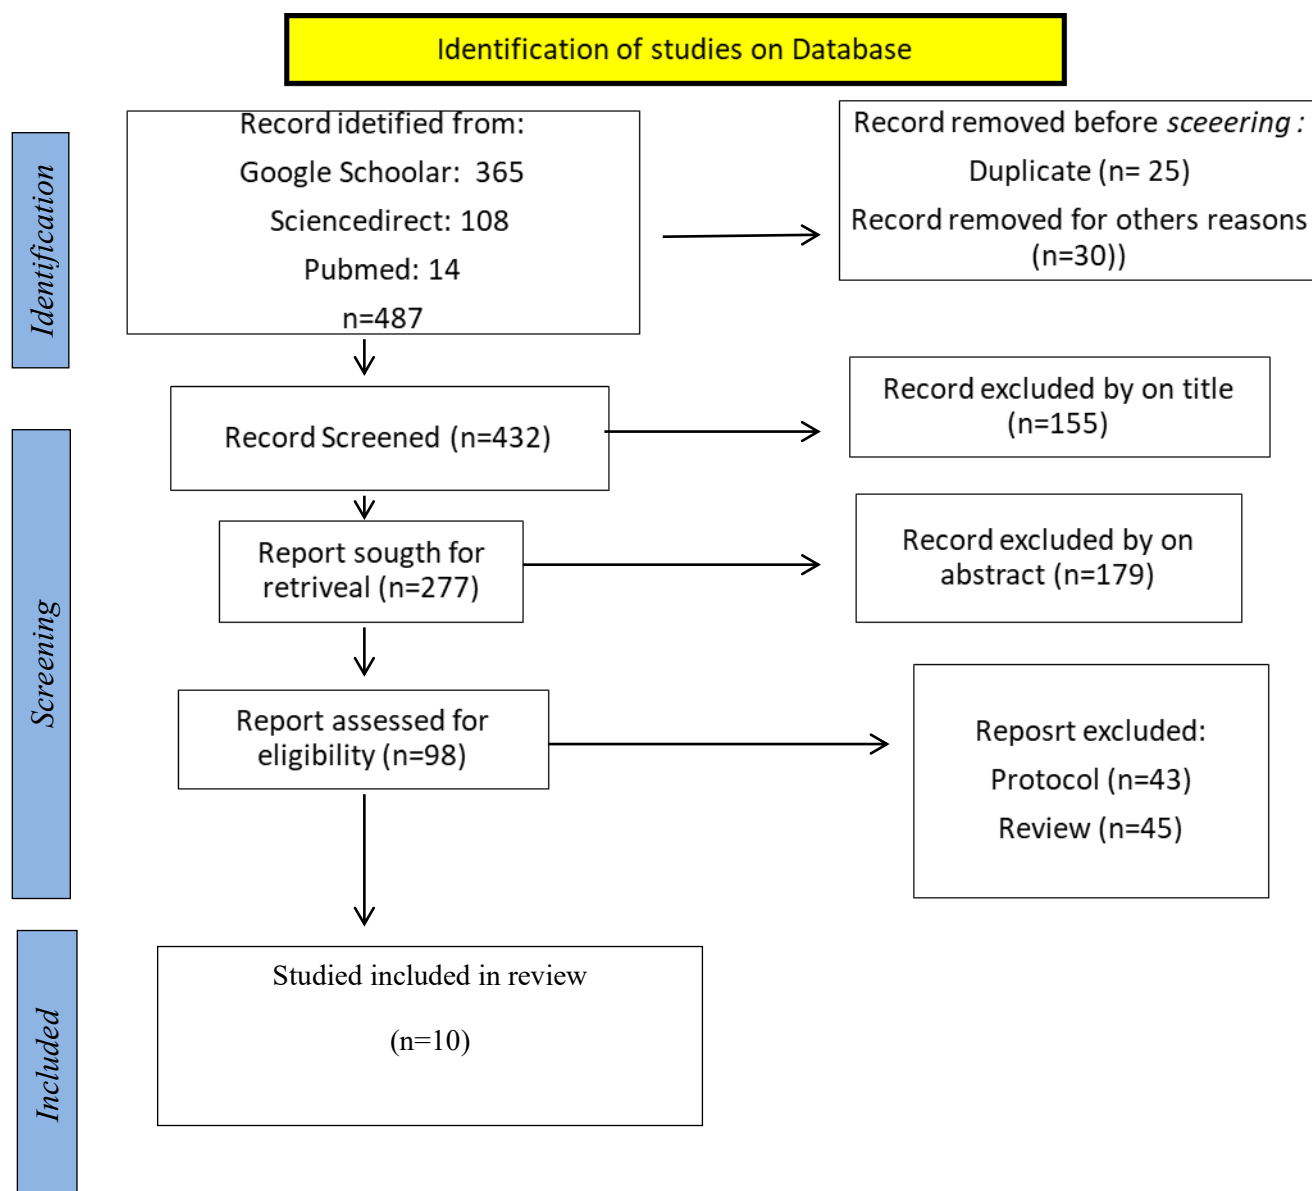 Identification of studies on Database
Identification
Record idetified from:
Google Schoolar: 365
Sciencedirect: 108
Pubmed: 14
n=487
Record removed before sceeering :
Duplicate (n= 25)
Record removed for others reasons
(n=30))
Screening
Record Screened (n=432)
Record excluded by on title
(n=155)
Report sougth for
retriveal (n=277)
Record excluded by on
abstract (n=179)
Report assessed for
eligibility (n=98)
Reposrt excluded:
Protocol (n=43)
Review (n=45)
Included
Studied included in review
(n=10)